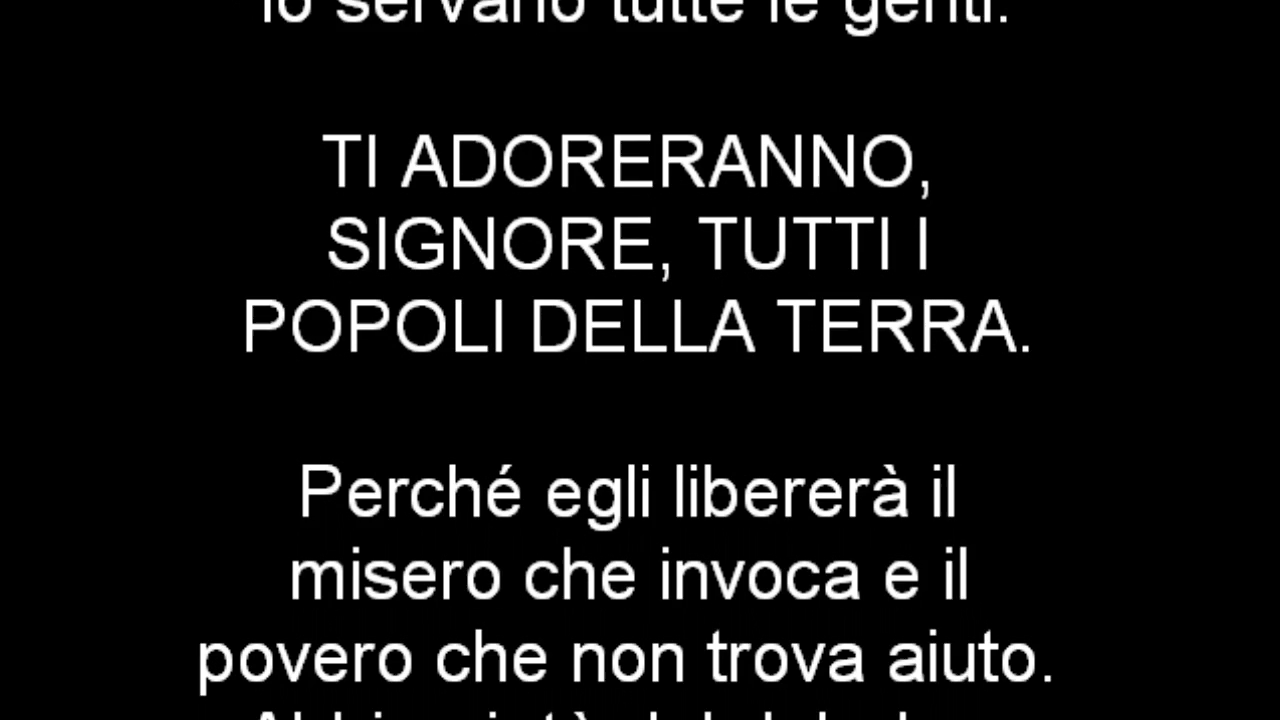 lo servano tutte le genti.
TI ADORERANNO,
SIGNORE, TUTTI I
POPOLI DELLA TERRA.
Perché egli libererà il
misero che invoca e il
povero che non trova aiuto.